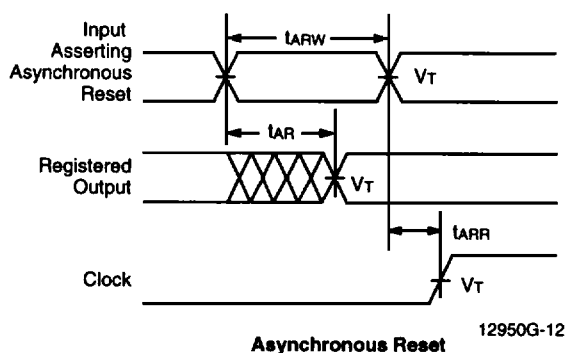 Input
Asserting
Asynchronous
Reset
tARW
VT
tAR
Registered
Output
VT
tARR
Clock
VT
12950G-12
Asynchronous Reset